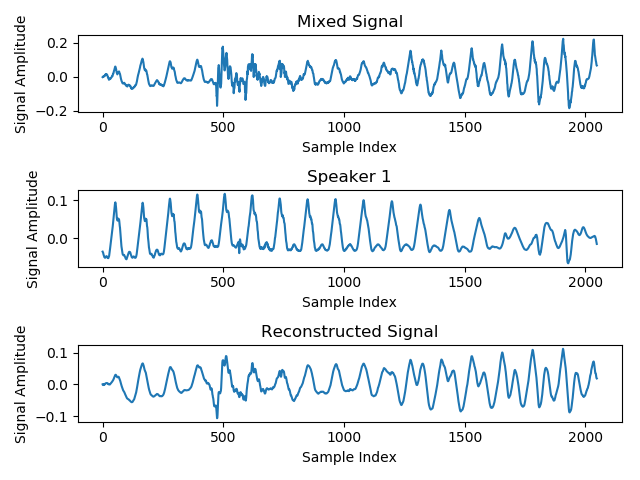 Mixed Signal
Signal Amplitude
0.2
0.0
−0.2
0
500
1000
1500
2000
Sample Index
Speaker 1
Signal Amplitude
0.1
0.0
0
500
1000
1500
2000
Sample Index
Reconstructed Signal
Signal Amplitude
0.1
0.0
−0.1
0
500
1000
1500
2000
Sample Index